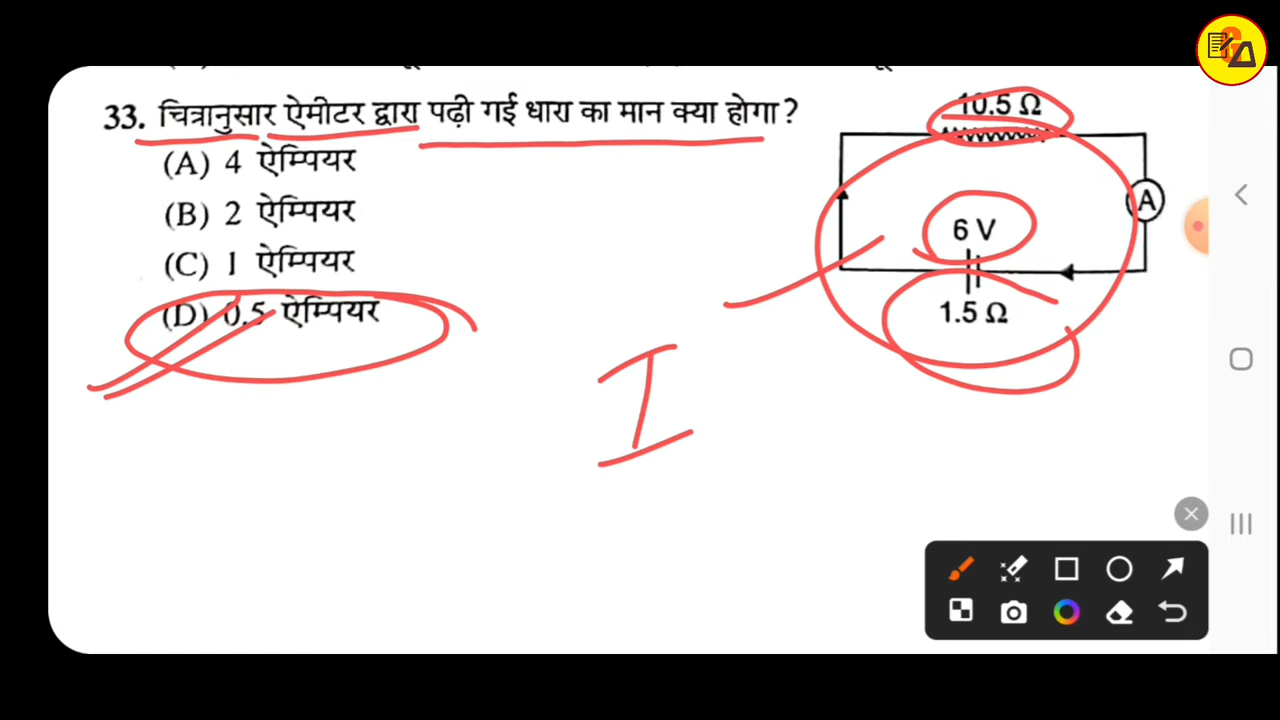 33. चित्रानुसार ऐमीटर द्वारा पढ़ी गई धारा का मान क्या होगा?
(A) 4 ऐम्पियर
(B) 2 ऐम्पियर
(C) 1 ऐम्पियर
(D) 0.5 ऐम्पियर
10.5 Ω
A
6 V
1.5 Ω
I